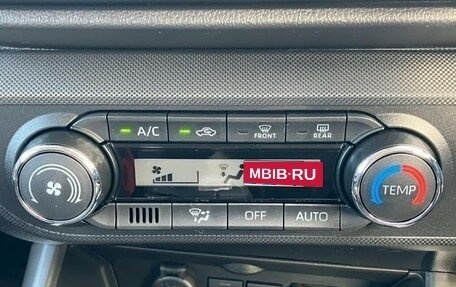 A/C
FRONT
REAR
MBIB.RU
TEMP
OFF
AUTO